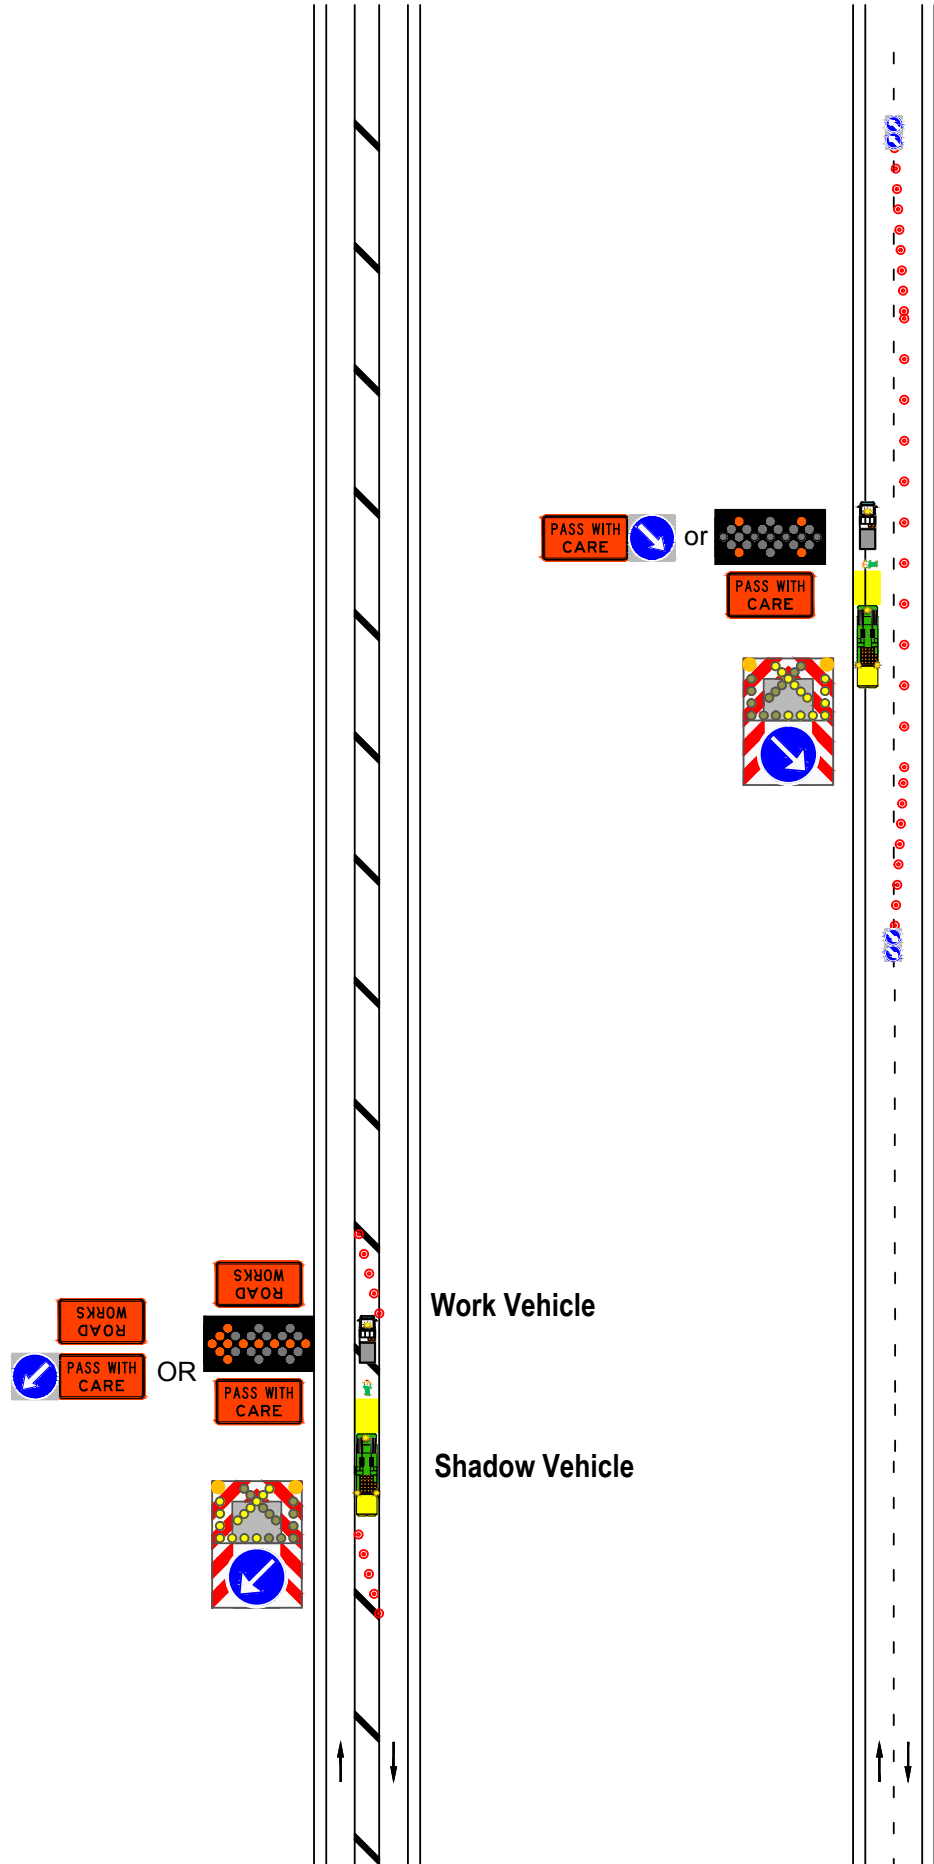 PASS WITH
CARE
or
PASS WITH
CARE
ROAD
WORKS
Work Vehicle
ROAD
WORKS
PASS WITH
CARE
OR
PASS WITH
CARE
Shadow Vehicle